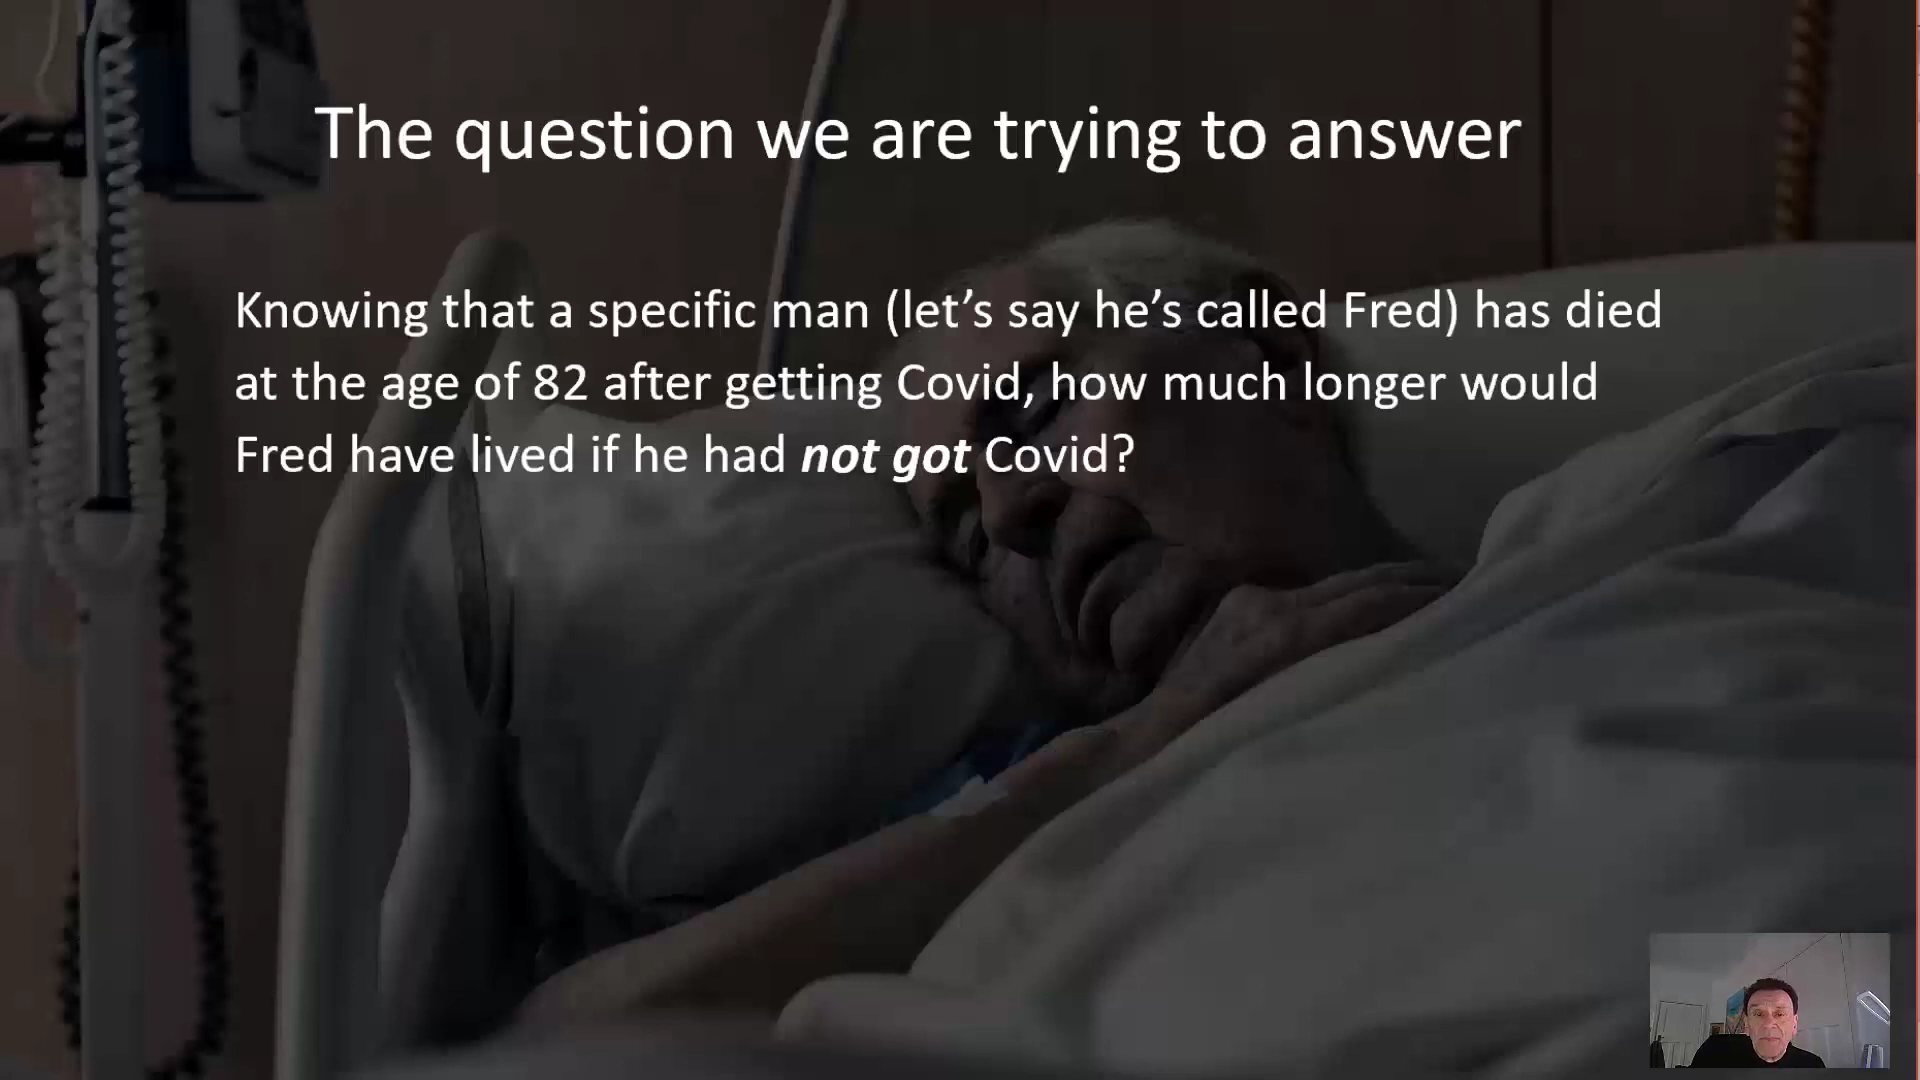 The question we are trying to answer
Knowing that a specific man (let’s say he’s called Fred) has died
at the age of 82 after getting Covid, how much longer would
Fred have lived if he had not got Covid?